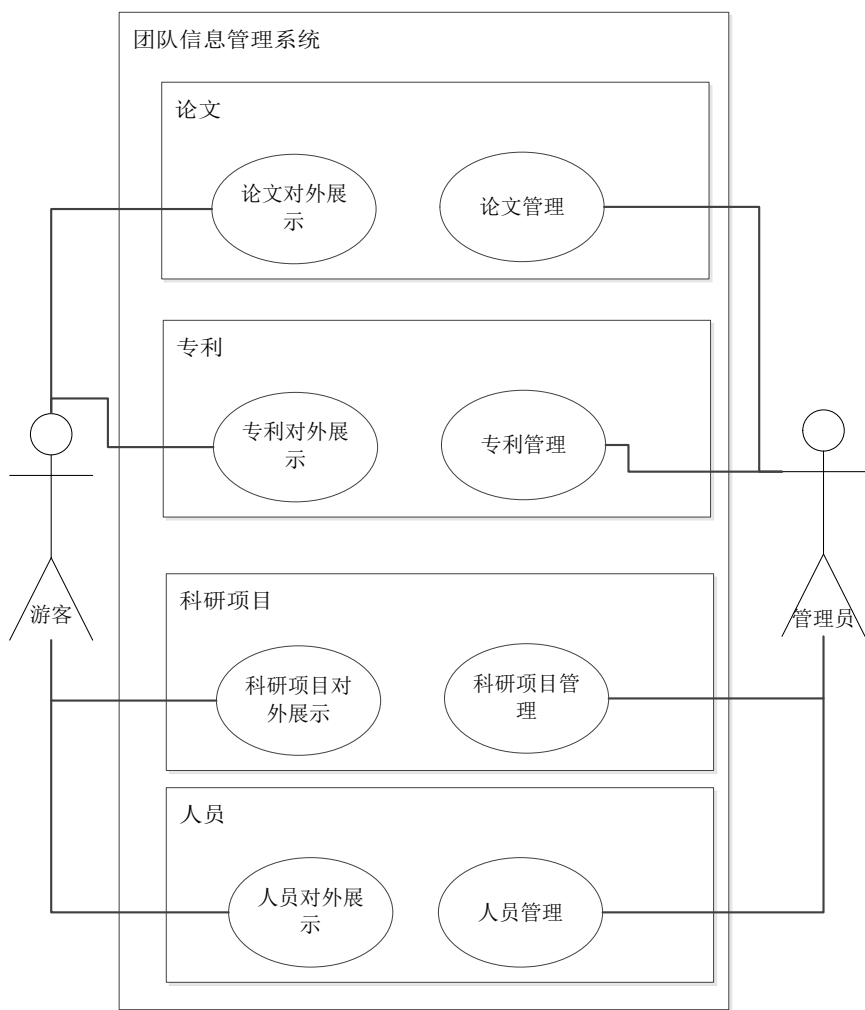 团队信息管理系统
论文
论文对外展
示
论文管理
专利
专利对外展
示
专利管理
游客
管理员
科研项目
科研项目对
外展示
科研项目管
理
人员
人员对外展
示
人员管理